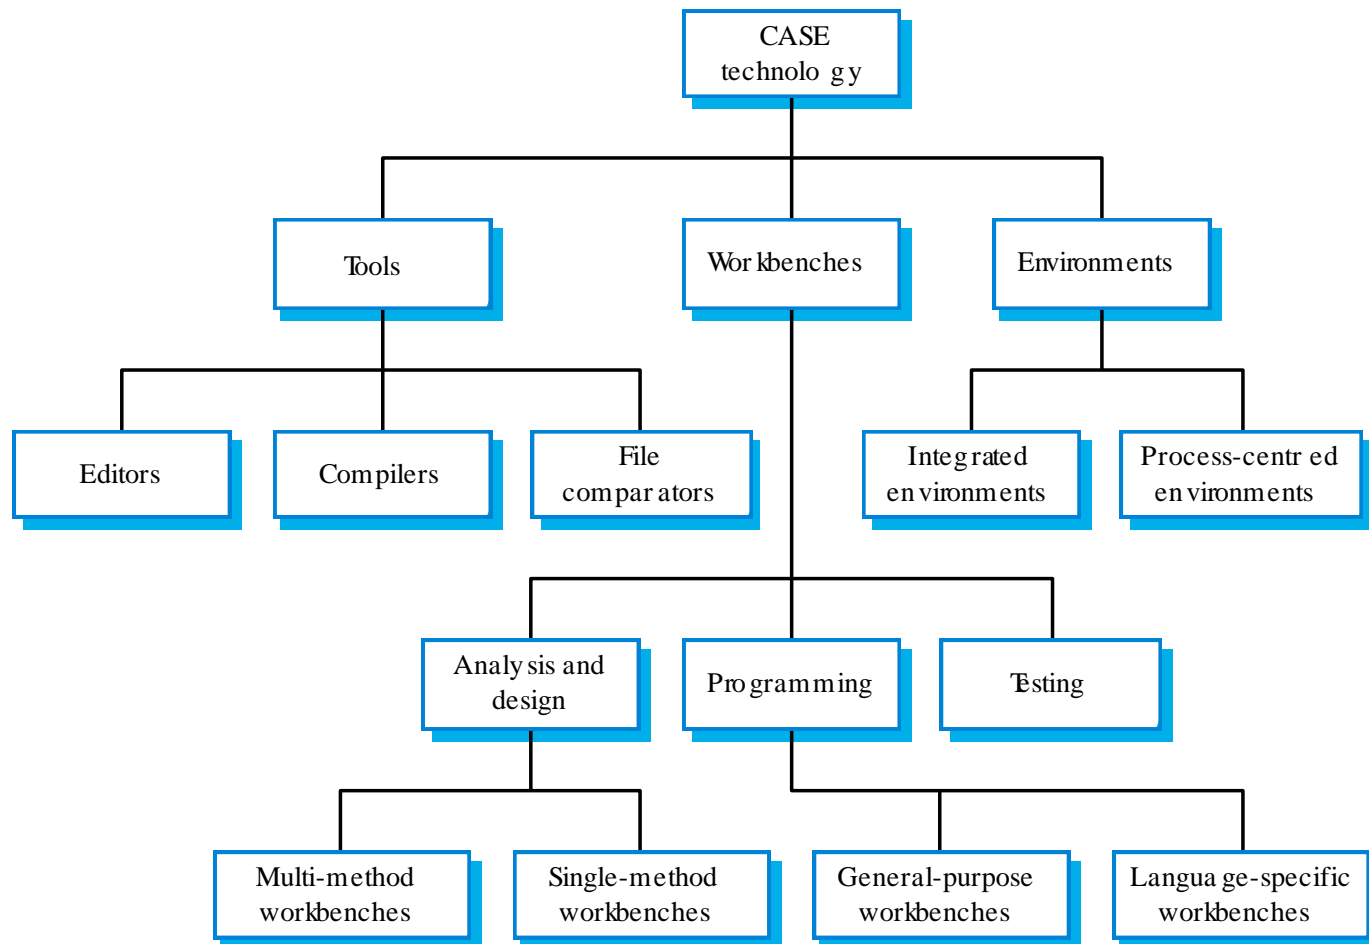 CASE
technology
Tools
Workbenches
Environments
Editors
Compilers
File
comparators
Integrated
environments
Process-centred
environments
Analysis and
design
Programming
Testing
Multi-method
workbenches
Single-method
workbenches
General-purpose
workbenches
Language-specific
workbenches